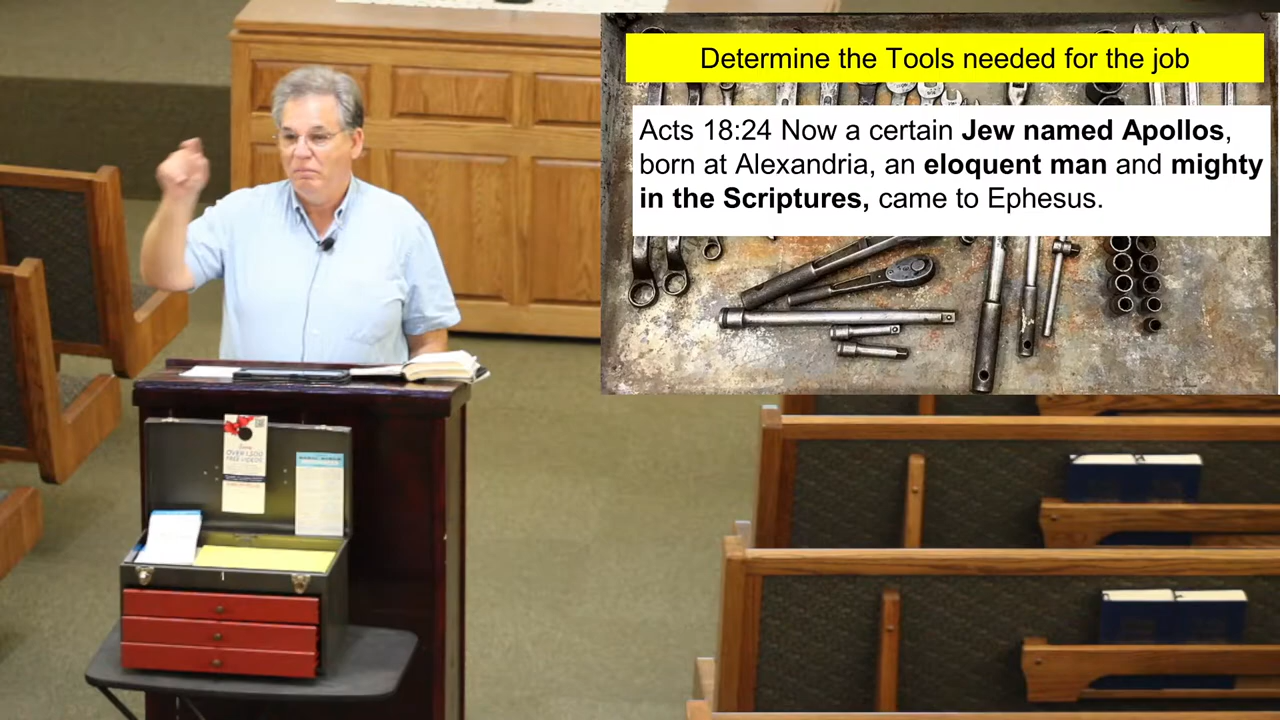 Determine the Tools needed for the job
Acts 18:24 Now a certain Jew named Apollos,
born at Alexandria, an eloquent man and mighty
in the Scriptures, came to Ephesus.
OVER 1,200
FREE VIDEOS